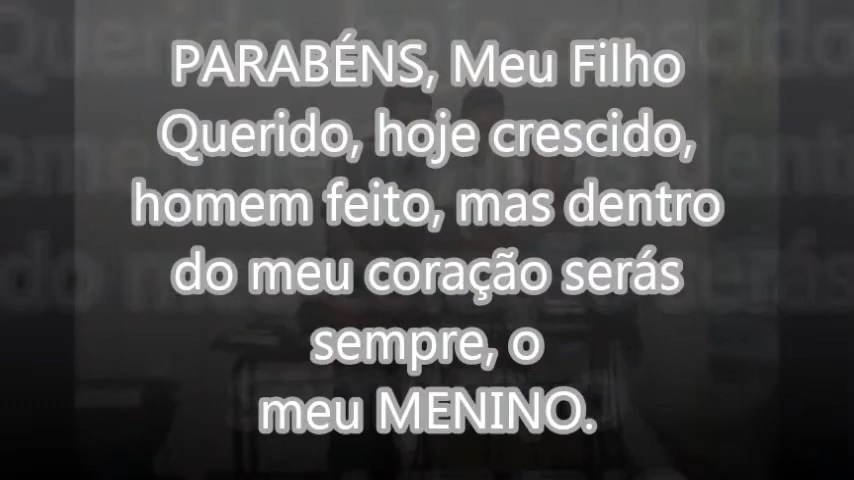 PARABÉNS, Meu Filho
Querido, hoje crescido,
homem feito, mas dentro
do meu coração serás
sempre, o
meu MENINO.